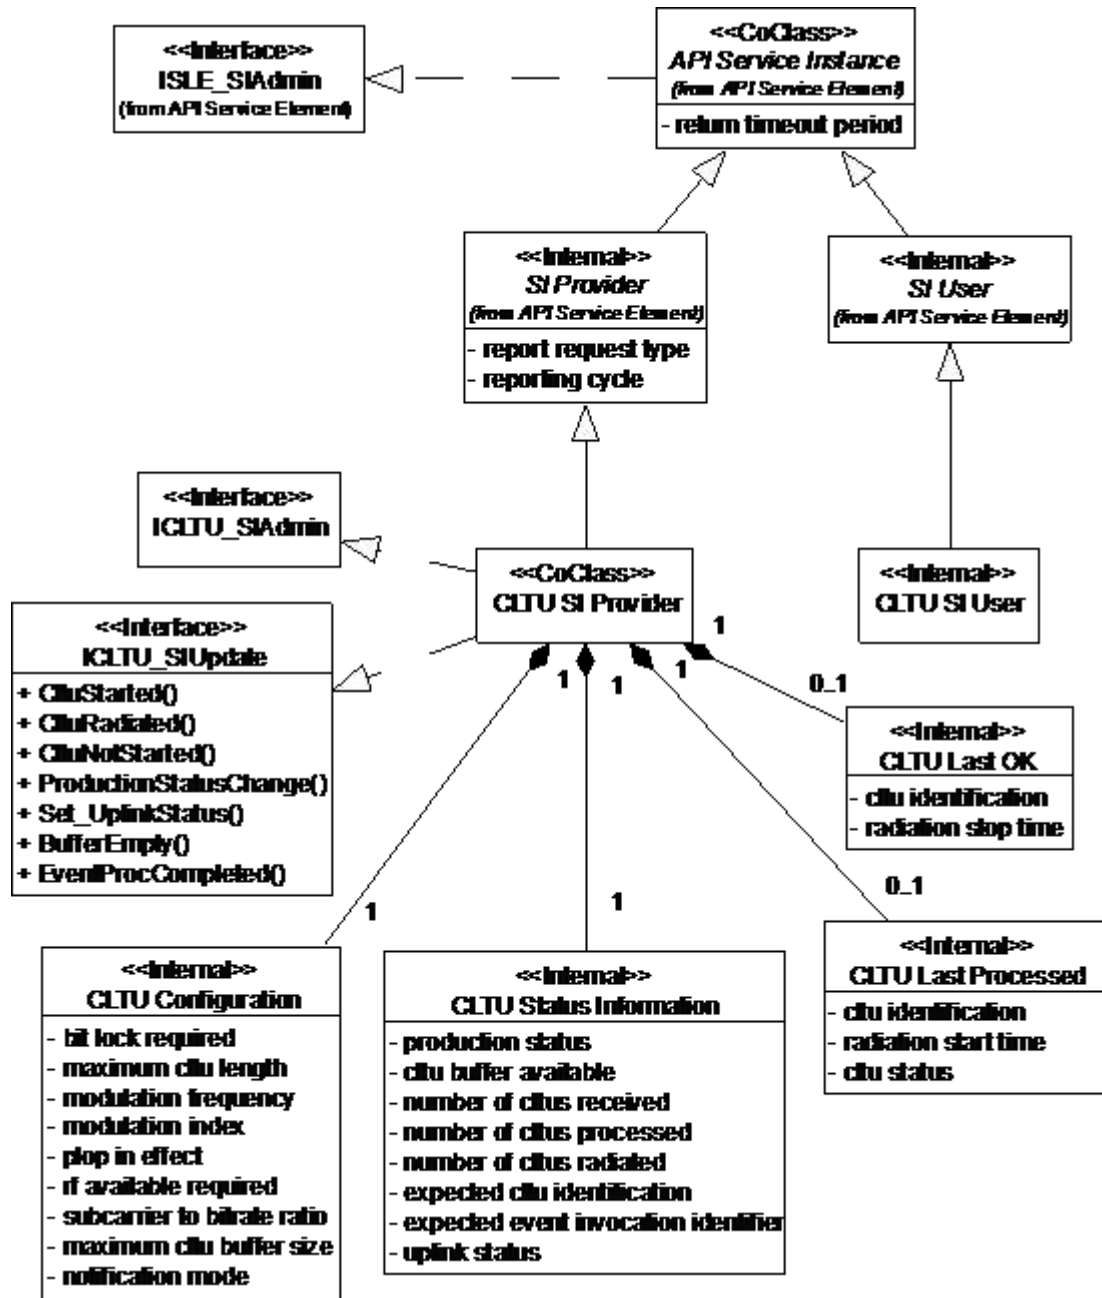 <<Interface>>
ISLE_SIAdmin
(from API Service Element)
<<CoClass>>
API Service Instance
(from API Service Element)
- return timeout period
<<Internal>>
SI Provider
(from API Service Element)
- report request type
- reporting cycle
<<Internal>>
SI User
(from API Service Element)
<<Interface>>
ICLTU_SIAdmin
<<CoClass>>
CLTU SI Provider
<<Internal>>
CLTU SI User
<<Interface>>
ICLTU_SIUpdate
+ CltuStarted()
+ CltuRadiated()
+ CltuNotStarted()
+ ProductionStatusChange()
+ Set_UplinkStatus()
+ BufferEmpty()
+ EventProcCompleted()
1
1
1
1
0..1
<<Internal>>
CLTU Last OK
- cltu identification
- radiation stop time
1
1
0..1
<<Internal>>
CLTU Configuration
- bit lock required
- maximum cltu length
- modulation frequency
- modulation index
- plop in effect
- rf available required
- subcarrier to bitrate ratio
- maximum cltu buffer size
- notification mode
<<Internal>>
CLTU Status Information
- production status
- cltu buffer available
- number of cltus received
- number of cltus processed
- number of cltus radiated
- expected cltu identification
- expected event invocation identifier
- uplink status
<<Internal>>
CLTU Last Processed
- cltu identification
- radiation start time
- cltu status